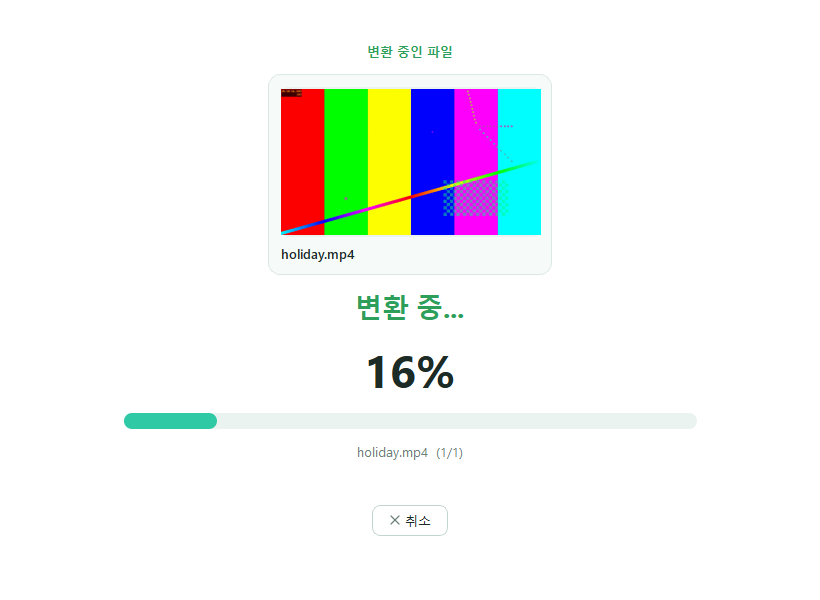 변환 중인 파일
holiday.mp4
변환 중...
16%
holiday.mp4 (1/1)
× 취소